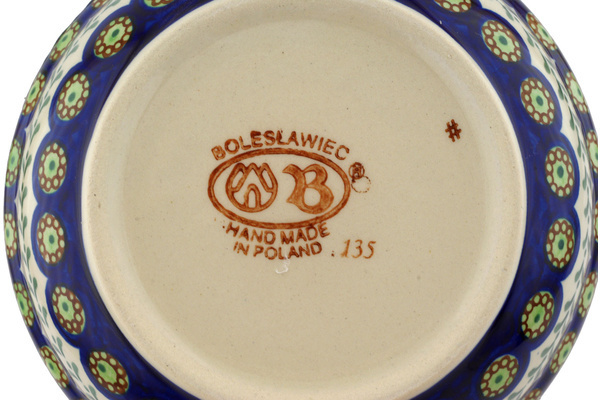 BOLESŁAWIEC
B ®
HAND MADE
IN POLAND 135
#